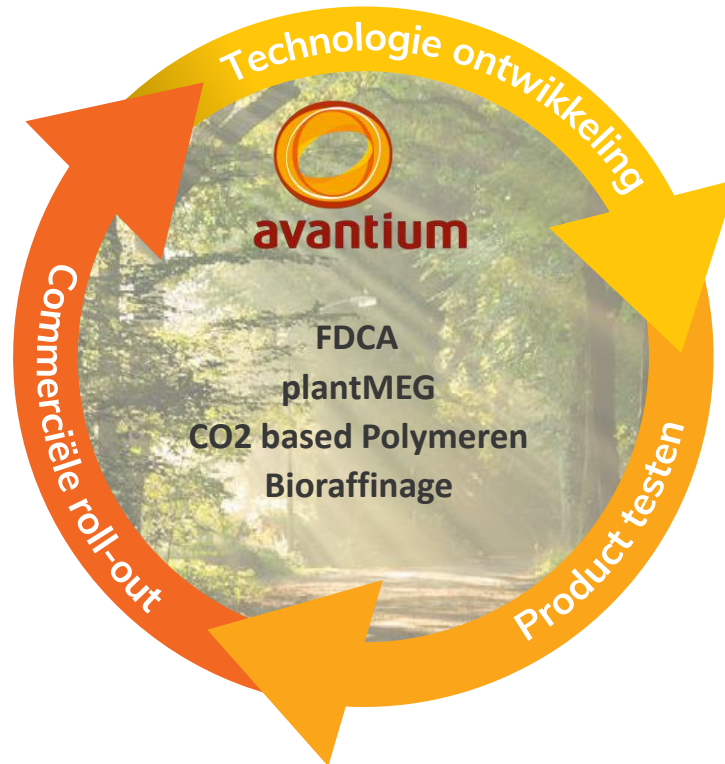 Technologie ontwikkeling
avantium
FDCA
plantMEG
CO2 based Polymeren
Bioraffinage
Product testen
Commerciële roll-out